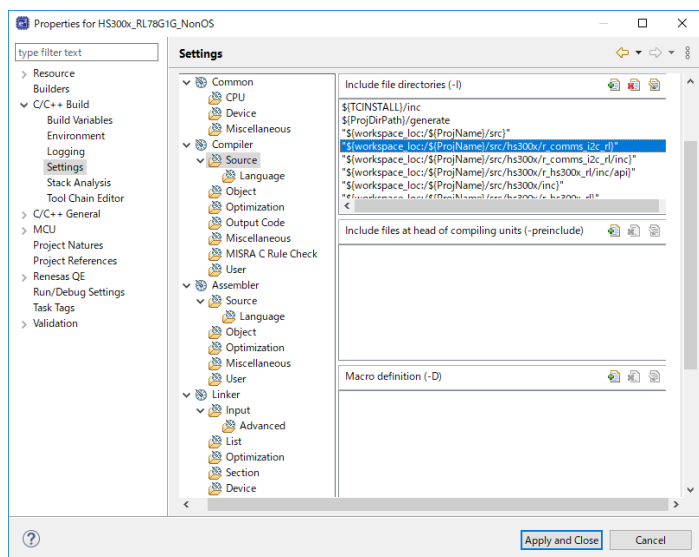 Properties for HS300x_RL78G1G_NonOS
type filter text
Resource
Builders
C/C++ Build
Build Variables
Environment
Logging
Settings
Stack Analysis
Tool Chain Editor
C/C++ General
MCU
Project Natures
Project References
Renesas QE
Run/Debug Settings
Task Tags
Validation
Settings
Common
CPU
Device
Miscellaneous
Compiler
Source
Language
Object
Optimization
Output Code
Miscellaneous
MISRA C Rule Check
User
Assembler
Source
Language
Object
Optimization
Miscellaneous
User
Linker
Input
Advanced
List
Optimization
Section
Device
Include file directories (-I)
${TCINSTALL}/inc
${ProjDirPath}/generate
"${workspace_loc:/${ProjName}/src}"
"${workspace_loc:/${ProjName}/src/hs300x/r_comms_i2c_rl}"
"${workspace_loc:/${ProjName}/src/hs300x/r_comms_i2c_rl/inc}"
"${workspace_loc:/${ProjName}/src/hs300x/r_hs300x_rl/inc/api}"
"${workspace_loc:/${ProjName}/src/hs300x/inc}"
"${workspace_loc:/${ProjName}/src/hs300x/r_hs300x_rl}"
Include files at head of compiling units (-preinclude)
Macro definition (-D)
Apply and Close
Cancel